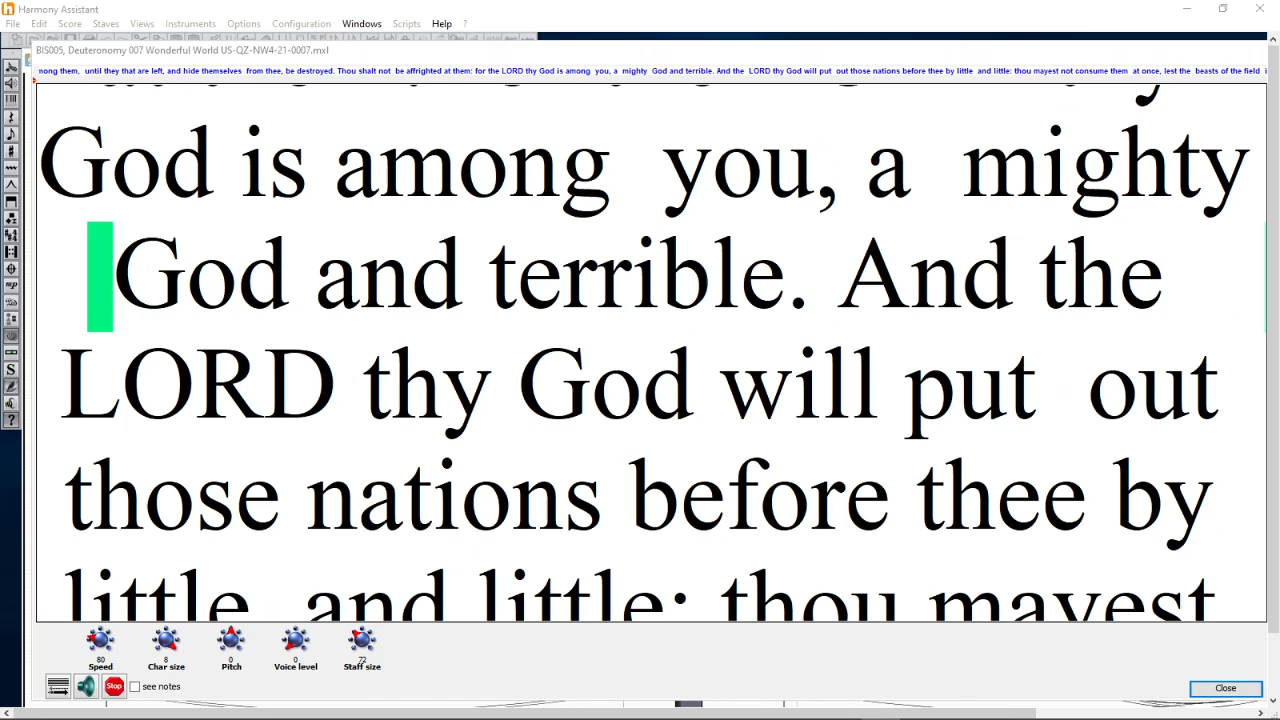 Harmony Assistant
File Edit Score Staves Views Instruments Options Configuration Windows Scripts Help ?
BIS005, Deuteronomy 007 Wonderful World US-QZ-NW4-21-0007.mxl
mong them, until they that are left, and hide themselves from thee, be destroyed. Thou shalt not be affrighted at them: for the LORD thy God is among you, a mighty God and terrible. And the LORD thy God will put out those nations before thee by little and little: thou mayest not consume them at once, lest the beasts of the field i
God is among you, a mighty
God and terrible. And the
LORD thy God will put out
those nations before thee by
little and little: thou mayest
80 8 0 0 72
Speed Char size Pitch Voice level Staff size
Stop see notes Close